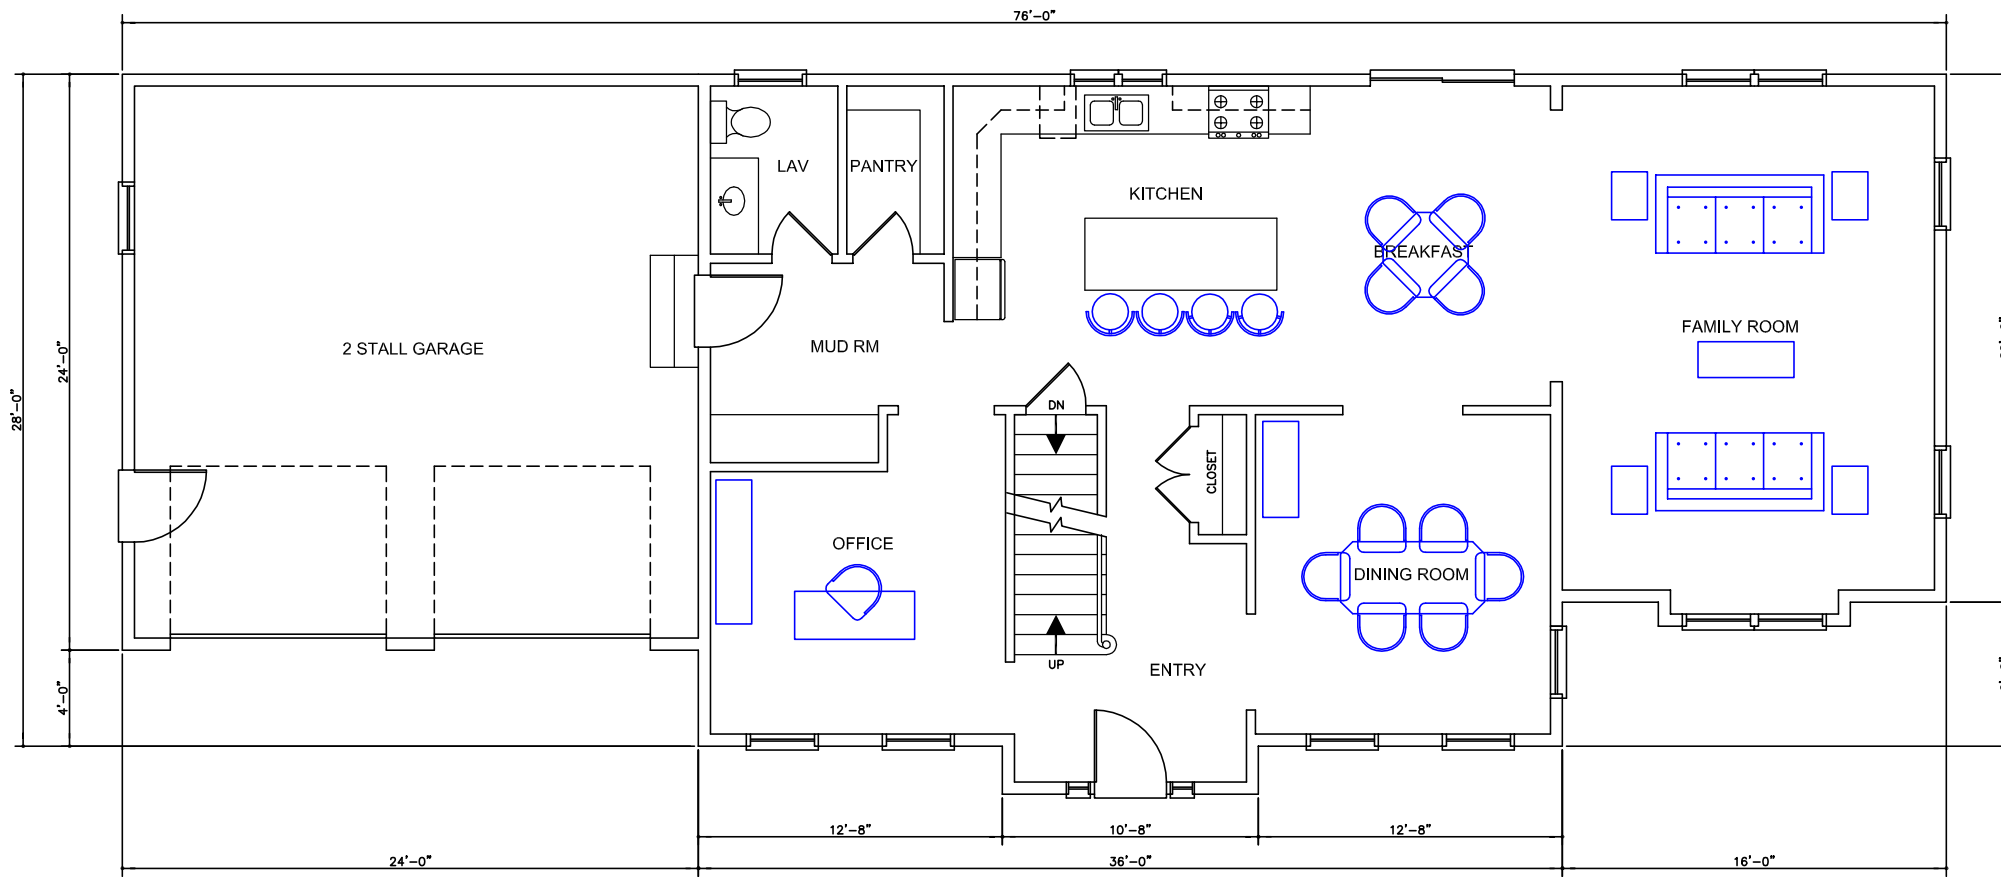 76'-0"
LAV
PANTRY
KITCHEN
BREAKFAST
FAMILY ROOM
2 STALL GARAGE
MUD RM
24'-0"
28'-0"
DN
CLOSET
OFFICE
DINING ROOM
UP
ENTRY
4'-0"
12'-8"
10'-8"
12'-8"
24'-0"
36'-0"
16'-0"